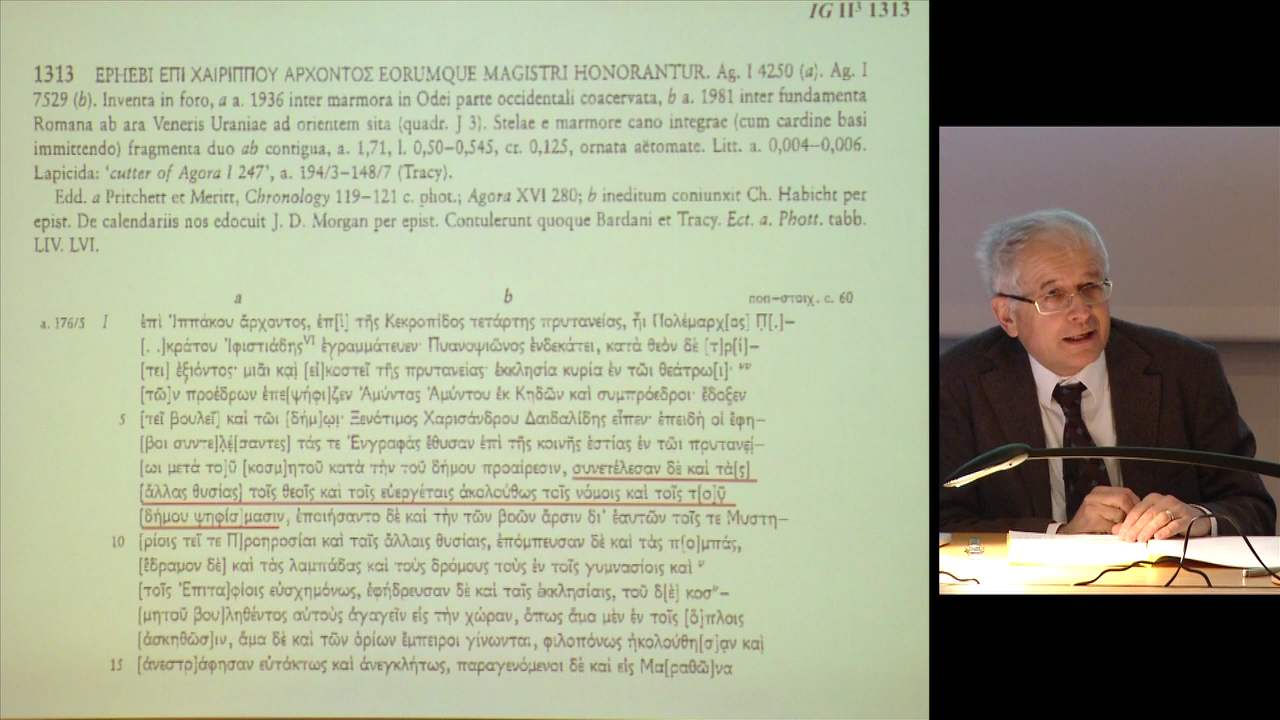 IG II³ 1313
1313 EPHEBI ΕΠΙ ΧΑΙΡΙΠΠΟΥ ΑΡΧΟΝΤΟΣ EORUMQUE MAGISTRI HONORANTUR. Ag. I 4250 (a). Ag. I
7529 (b). Inventa in foro, a a. 1936 inter marmora in Odei parte occidentali coacervata, b a. 1981 inter fundamenta
Romana ab ara Veneris Uraniae ad orientem sita (quadr. J 3). Stelae e marmore cano integrae (cum cardine basi
immittendo) fragmenta duo ab contigua, a. 1,71, l. 0,50–0,545, cr. 0,125, ornata aëtomate. Litt. a. 0,004–0,006.
Lapicida: 'cutter of Agora I 247', a. 194/3–148/7 (Tracy).
Edd. a Pritchett et Meritt, Chronology 119–121 c. phot.; Agora XVI 280; b ineditum coniunxit Ch. Habicht per
epist. De calendariis nos edocuit J. D. Morgan per epist. Contulerunt quoque Bardani et Tracy. Ect. a. Phott. tabb.
LIV. LVI.
a b non-στοιχ. c. 60
a. 176/5 I ἐπὶ Ἱππάκου ἄρχοντος, ἐπ[ὶ] τῆς Κεκροπίδος τετάρτης πρυτανείας, ἧι Πολέμαρχ[ος] Π̣[.]–
[. .]κράτου Ἰφιστιάδης VI ἐγραμμάτευεν· Πυανοψιῶνος ἑνδεκάτει, κατὰ θεὸν δὲ [τ]ρ[ί]–
[τει] ἐξιόντος· μιᾶι καὶ [εἰ]κοστεῖ τῆς πρυτανείας· ἐκκλησία κυρία ἐν τῶι θεάτρω[ι]· vv
[τῶ]ν προέδρων ἐπε[ψήφι]ζεν Ἀμύντας Ἀμύντου ἐκ Κηδῶν καὶ συμπρόεδροι· ἔδοξεν
5 [τεῖ βουλεῖ] καὶ τῶι [δήμ]ωι· Ξενότιμος Χαρισάνδρου Δαιδαλίδης εἶπεν· ἐπειδὴ οἱ ἔφη–
[βοι συντε]λέ[σαντες] τάς τε Ἐνγραφὰς ἔθυσαν ἐπὶ τῆς κοινῆς ἑστίας ἐν τῶι πρυτανεί–
[ωι μετὰ το]ῦ [κοσμ]ητοῦ κατὰ τὴν τοῦ δήμου προαίρεσιν, συνετέλεσαν δὲ καὶ τὰ[ς]
[ἄλλας θυσίας] τοῖς θεοῖς καὶ τοῖς εὐεργέταις ἀκολούθως τοῖς νόμοις καὶ τοῖς τ[ο]ῦ
[δήμου ψηφίσ]μασιν, ἐποιήσαντο δὲ καὶ τὴν τῶν βοῶν ἄρσιν δι' ἑαυτῶν τοῖς τε Μυστη–
10 [ρίοις τεῖ τε Π]ροηροσίαι καὶ ταῖς ἄλλαις θυσίαις, ἐπόμπευσαν δὲ καὶ τὰς π[ο]μπάς,
[ἔδραμον δὲ] καὶ τὰς λαμπάδας καὶ τοὺς δρόμους τοὺς ἐν τοῖς γυμνασίοις καὶ v
[τοῖς Ἐπιτα]φίοις εὐσχημόνως, ἐφήδρευσαν δὲ καὶ ταῖς ἐκκλησίαις, τοῦ δ[ὲ] κοσ v–
[μητοῦ βου]ληθέντος αὐτοὺς ἀγαγεῖν εἰς τὴν χώραν, ὅπως ἅμα μὲν ἐν τοῖς [ὅ]πλοις
[ἀσκηθῶσ]ιν, ἅμα δὲ καὶ τῶν ὁρίων ἔμπειροι γίνωνται, φιλοπόνως ἠκολούθη[σ]αν καὶ
15 [ἀνεστρ]άφησαν εὐτάκτως καὶ ἀνεγκλήτως, παραγενόμενοι δὲ καὶ εἰς Μα[ραθῶ]να